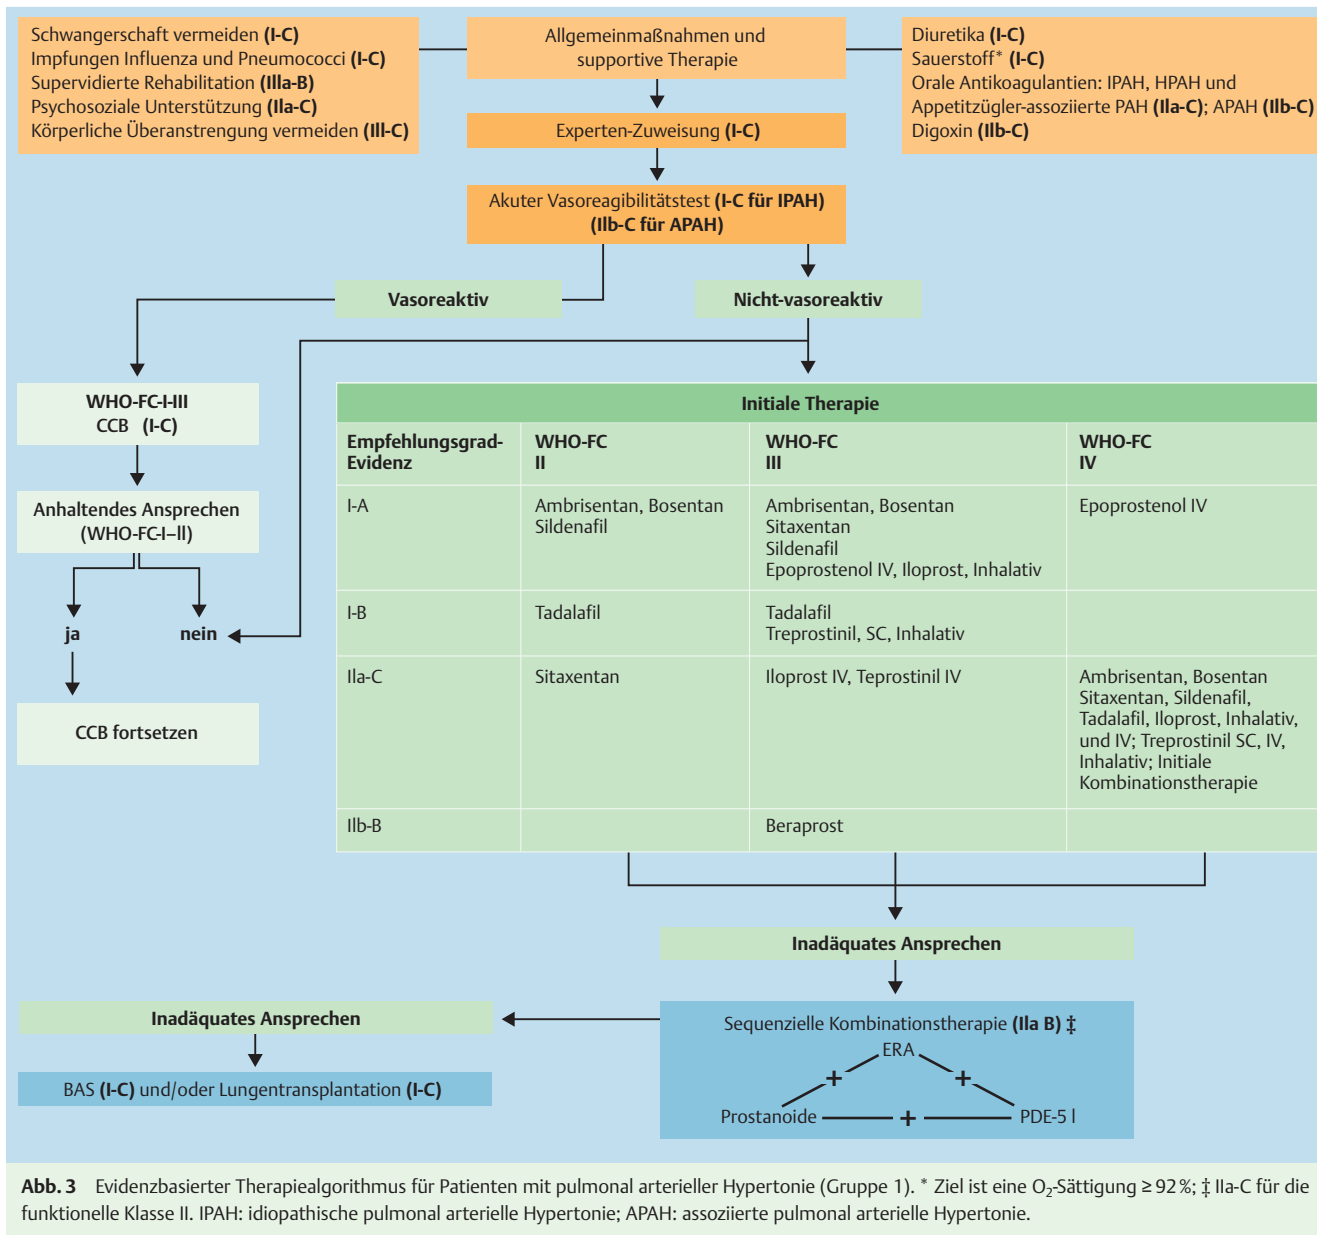 Schwangerschaft vermeiden (I-C)
Impfungen Influenza und Pneumococci (I-C)
Supervidierte Rehabilitation (IIa-B)
Psychosoziale Unterstützung (IIa-C)
Körperliche Überanstrengung vermeiden (III-C)
Allgemeinmaßnahmen und
supportive Therapie
Diuretika (I-C)
Sauerstoff* (I-C)
Orale Antikoagulantien: IPAH, HPAH und
Appetitzügler-assoziierte PAH (IIa-C); APAH (IIb-C)
Digoxin (IIb-C)
Experten-Zuweisung (I-C)
Akuter Vasoreagibilitätstest (I-C für IPAH)
(IIb-C für APAH)
Vasoreaktiv
Nicht-vasoreaktiv
WHO-FC-I-III
CCB (I-C)
Anhaltendes Ansprechen
(WHO-FC-I–II)
ja
nein
CCB fortsetzen
Initiale Therapie
Empfehlungsgrad-
Evidenz
WHO-FC
II
WHO-FC
III
WHO-FC
IV
I-A
Ambrisentan, Bosentan
Sildenafil
Ambrisentan, Bosentan
Sitaxentan
Sildenafil
Epoprostenol IV, Iloprost, Inhalativ
Epoprostenol IV
I-B
Tadalafil
Tadalafil
Treprostinil, SC, Inhalativ
IIa-C
Sitaxentan
Iloprost IV, Teprostinil IV
Ambrisentan, Bosentan
Sitaxentan, Sildenafil,
Tadalafil, Iloprost, Inhalativ,
und IV; Treprostinil SC, IV,
Inhalativ; Initiale
Kombinationstherapie
IIb-B
Beraprost
Inadäquates Ansprechen
Sequenzielle Kombinationstherapie (IIa B) ‡
ERA
+ +
Prostanoide + PDE-5 I
Inadäquates Ansprechen
BAS (I-C) und/oder Lungentransplantation (I-C)
Abb. 3 Evidenzbasierter Therapiealgorithmus für Patienten mit pulmonal arterieller Hypertonie (Gruppe 1). * Ziel ist eine O₂-Sättigung ≥ 92 %; ‡ IIa-C für die
funktionelle Klasse II. IPAH: idiopathische pulmonal arterielle Hypertonie; APAH: assoziierte pulmonal arterielle Hypertonie.